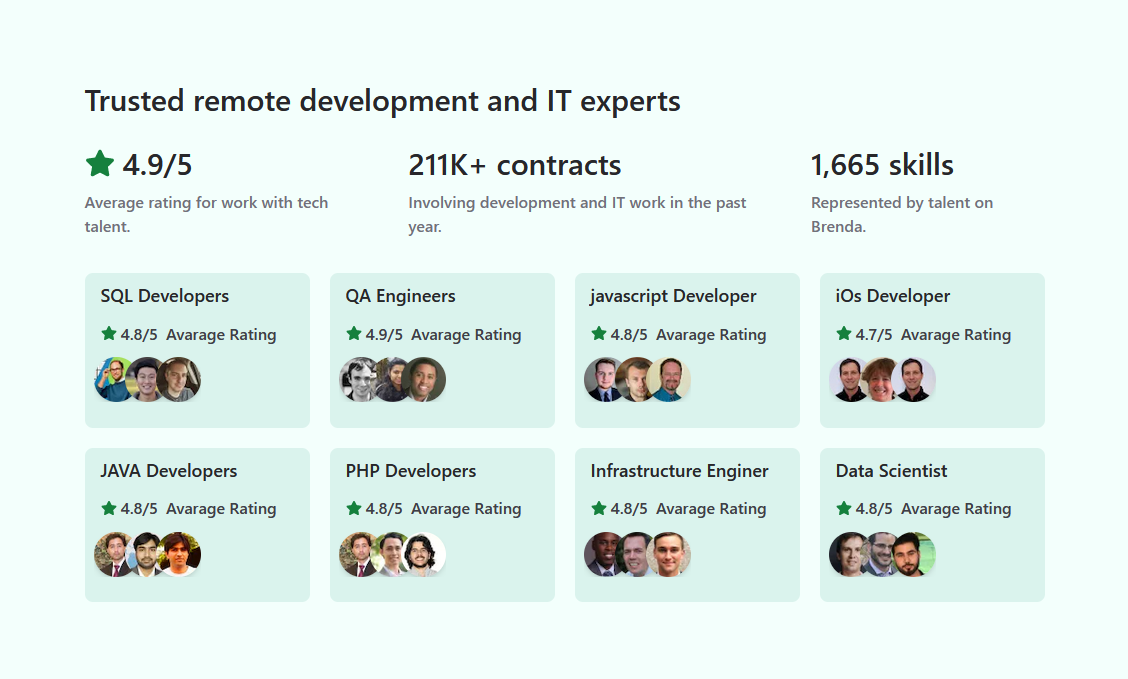 Trusted remote development and IT experts
4.9/5
211K+ contracts
1,665 skills
Average rating for work with tech
talent.
Involving development and IT work in the past
year.
Represented by talent on
Brenda.
SQL Developers
4.8/5 Avarage Rating
QA Engineers
4.9/5 Avarage Rating
javascript Developer
4.8/5 Avarage Rating
iOs Developer
4.7/5 Avarage Rating
JAVA Developers
4.8/5 Avarage Rating
PHP Developers
4.8/5 Avarage Rating
Infrastructure Enginer
4.8/5 Avarage Rating
Data Scientist
4.8/5 Avarage Rating